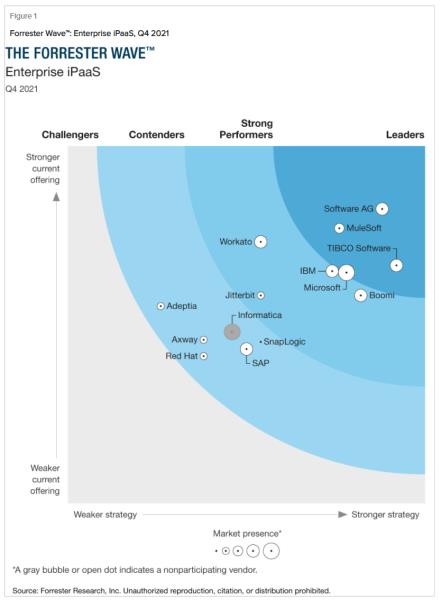 Figure 1
Forrester Wave™: Enterprise iPaaS, Q4 2021
THE FORRESTER WAVE™
Enterprise iPaaS
Q4 2021
Challengers
Contenders
Strong
Performers
Leaders
Stronger
current
offering
Software AG
MuleSoft
TIBCO Software
Workato
IBM
Microsoft
Boomi
Jitterbit
Adeptia
Informatica
Axway
SnapLogic
Red Hat
SAP
Weaker
current
offering
Weaker strategy
Stronger strategy
Market presence*
*A gray bubble or open dot indicates a nonparticipating vendor.
Source: Forrester Research, Inc. Unauthorized reproduction, citation, or distribution prohibited.